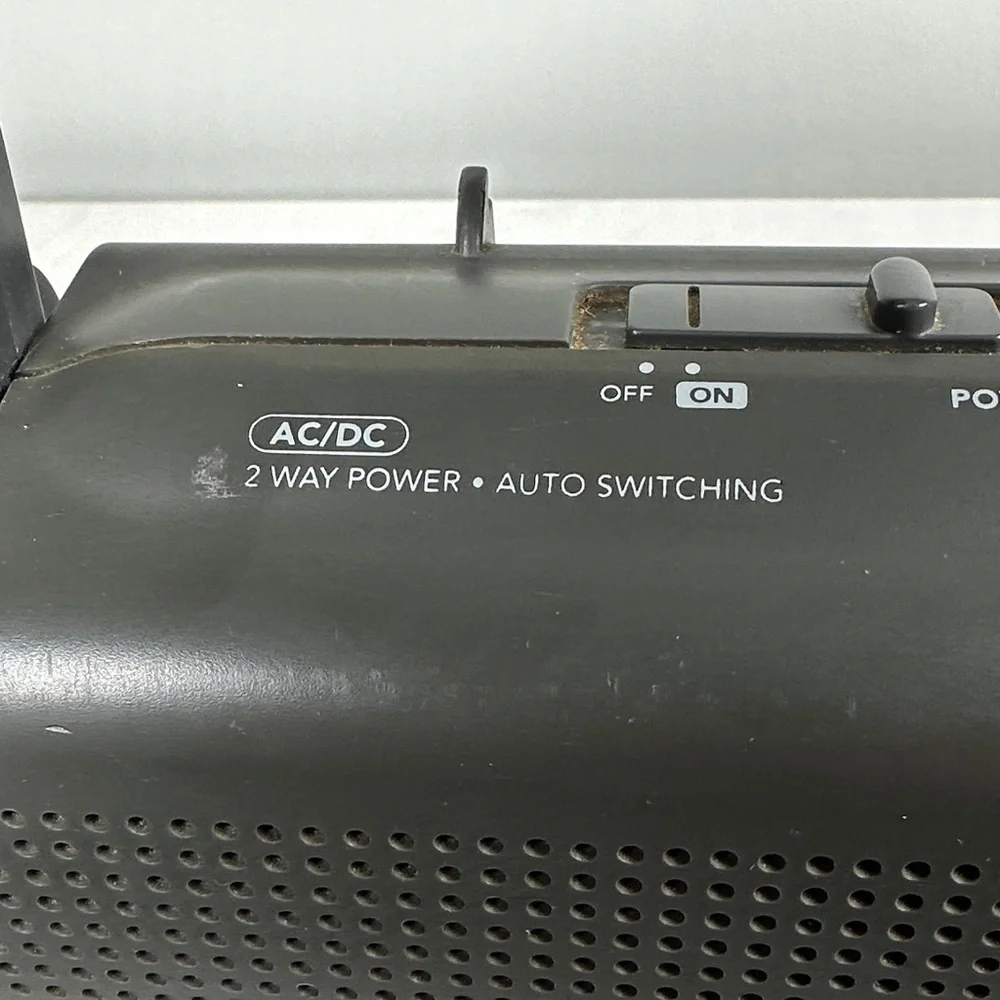 OFF ON
AC/DC
2 WAY POWER • AUTO SWITCHING